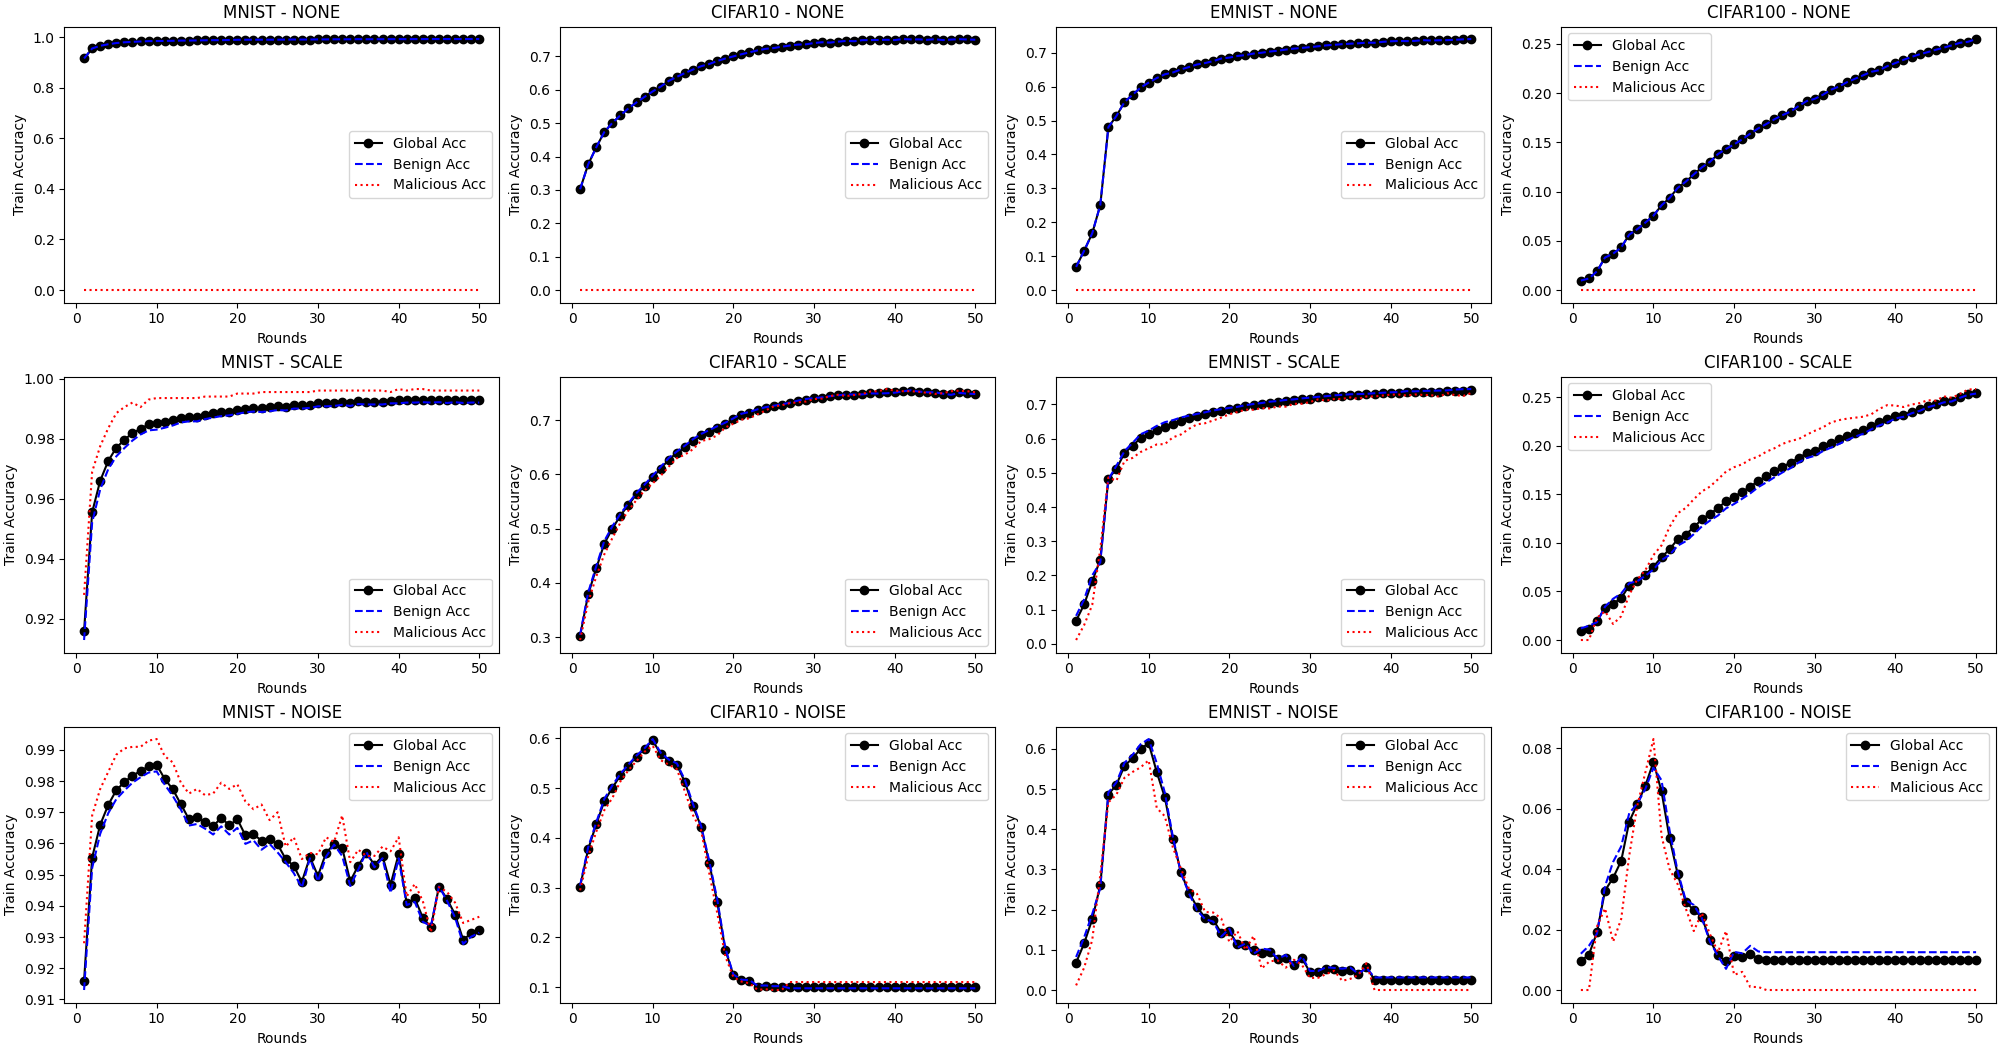 MNIST - NONE
1.0
0.8
0.6
0.4
0.2
0.0
Train Accuracy
Global Acc
Benign Acc
Malicious Acc
0 10 20 30 40 50
Rounds
CIFAR10 - NONE
0.7
0.6
0.5
0.4
0.3
0.2
0.1
0.0
Train Accuracy
Global Acc
Benign Acc
Malicious Acc
0 10 20 30 40 50
Rounds
EMNIST - NONE
0.7
0.6
0.5
0.4
0.3
0.2
0.1
0.0
Train Accuracy
Global Acc
Benign Acc
Malicious Acc
0 10 20 30 40 50
Rounds
CIFAR100 - NONE
0.25
0.20
0.15
0.10
0.05
0.00
Train Accuracy
Global Acc
Benign Acc
Malicious Acc
0 10 20 30 40 50
Rounds
MNIST - SCALE
1.00
0.98
0.96
0.94
0.92
Train Accuracy
Global Acc
Benign Acc
Malicious Acc
0 10 20 30 40 50
Rounds
CIFAR10 - SCALE
0.7
0.6
0.5
0.4
0.3
Train Accuracy
Global Acc
Benign Acc
Malicious Acc
0 10 20 30 40 50
Rounds
EMNIST - SCALE
0.7
0.6
0.5
0.4
0.3
0.2
0.1
0.0
Train Accuracy
Global Acc
Benign Acc
Malicious Acc
0 10 20 30 40 50
Rounds
CIFAR100 - SCALE
0.25
0.20
0.15
0.10
0.05
0.00
Train Accuracy
Global Acc
Benign Acc
Malicious Acc
0 10 20 30 40 50
Rounds
MNIST - NOISE
0.99
0.98
0.97
0.96
0.95
0.94
0.93
0.92
0.91
Train Accuracy
Global Acc
Benign Acc
Malicious Acc
0 10 20 30 40 50
Rounds
CIFAR10 - NOISE
0.6
0.5
0.4
0.3
0.2
0.1
Train Accuracy
Global Acc
Benign Acc
Malicious Acc
0 10 20 30 40 50
Rounds
EMNIST - NOISE
0.6
0.5
0.4
0.3
0.2
0.1
0.0
Train Accuracy
Global Acc
Benign Acc
Malicious Acc
0 10 20 30 40 50
Rounds
CIFAR100 - NOISE
0.08
0.06
0.04
0.02
0.00
Train Accuracy
Global Acc
Benign Acc
Malicious Acc
0 10 20 30 40 50
Rounds